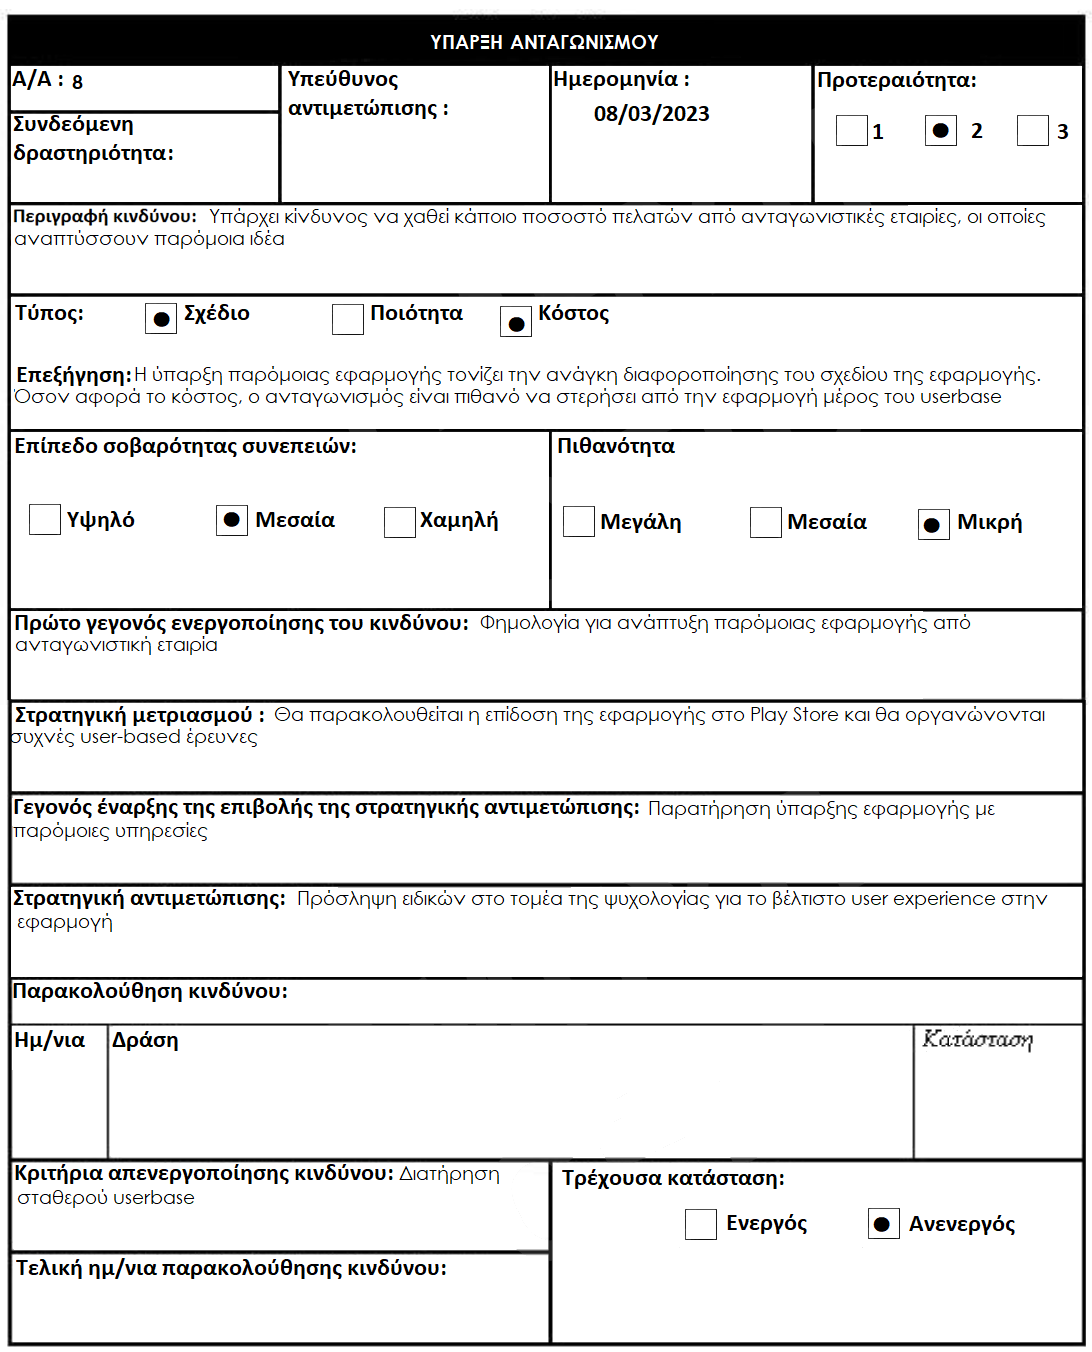 ΥΠΑΡΞΗ ΑΝΤΑΓΩΝΙΣΜΟΥ
Α/Α : 8
Συνδεόμενη
δραστηριότητα:
Υπεύθυνος
αντιμετώπισης :
Ημερομηνία :
08/03/2023
Προτεραιότητα:
1 2 3
Περιγραφή κινδύνου: Υπάρχει κίνδυνος να χαθεί κάποιο ποσοστό πελατών από ανταγωνιστικές εταιρίες, οι οποίες
αναπτύσσουν παρόμοια ιδέα
Τύπος: Σχέδιο Ποιότητα Κόστος
Επεξήγηση: Η ύπαρξη παρόμοιας εφαρμογής τονίζει την ανάγκη διαφοροποίησης του σχεδίου της εφαρμογής.
Όσον αφορά το κόστος, ο ανταγωνισμός είναι πιθανό να στερήσει από την εφαρμογή μέρος του userbase
Επίπεδο σοβαρότητας συνεπειών:
Υψηλό Μεσαία Χαμηλή
Πιθανότητα
Μεγάλη Μεσαία Μικρή
Πρώτο γεγονός ενεργοποίησης του κινδύνου: Φημολογία για ανάπτυξη παρόμοιας εφαρμογής από
ανταγωνιστική εταιρία
Στρατηγική μετριασμού : Θα παρακολουθείται η επίδοση της εφαρμογής στο Play Store και θα οργανώνονται
συχνές user-based έρευνες
Γεγονός έναρξης της επιβολής της στρατηγικής αντιμετώπισης: Παρατήρηση ύπαρξης εφαρμογής με
παρόμοιες υπηρεσίες
Στρατηγική αντιμετώπισης: Πρόσληψη ειδικών στο τομέα της ψυχολογίας για το βέλτιστο user experience στην
εφαρμογή
Παρακολούθηση κινδύνου:
Ημ/νια Δράση Κατάσταση
Κριτήρια απενεργοποίησης κινδύνου: Διατήρηση
σταθερού userbase
Τελική ημ/νια παρακολούθησης κινδύνου:
Τρέχουσα κατάσταση:
Ενεργός Ανενεργός